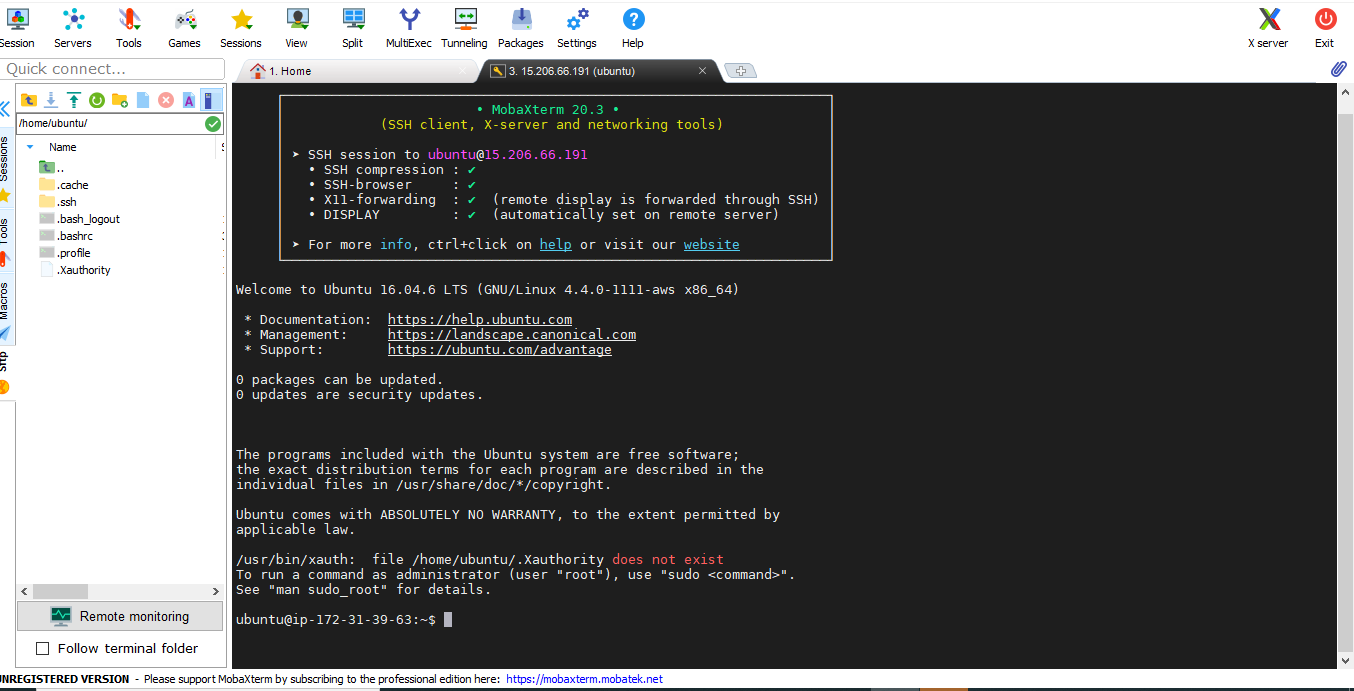 Session Servers Tools Games Sessions View Split MultiExec Tunneling Packages Settings Help X server Exit
Quick connect...
1. Home
3. 15.206.66.191 (ubuntu)
/home/ubuntu/
Name
..
.cache
.ssh
.bash_logout
.bashrc
.profile
.Xauthority
Sessions
Tools
Macros
Sftp
Remote monitoring
Follow terminal folder
• MobaXterm 20.3 •
(SSH client, X-server and networking tools)
➤ SSH session to ubuntu@15.206.66.191
• SSH compression : ✔
• SSH-browser : ✔
• X11-forwarding : ✔ (remote display is forwarded through SSH)
• DISPLAY : ✔ (automatically set on remote server)
➤ For more info, ctrl+click on help or visit our website
Welcome to Ubuntu 16.04.6 LTS (GNU/Linux 4.4.0-1111-aws x86_64)
* Documentation: https://help.ubuntu.com
* Management: https://landscape.canonical.com
* Support: https://ubuntu.com/advantage
0 packages can be updated.
0 updates are security updates.
The programs included with the Ubuntu system are free software;
the exact distribution terms for each program are described in the
individual files in /usr/share/doc/*/copyright.
Ubuntu comes with ABSOLUTELY NO WARRANTY, to the extent permitted by
applicable law.
/usr/bin/xauth: file /home/ubuntu/.Xauthority does not exist
To run a command as administrator (user "root"), use "sudo <command>".
See "man sudo_root" for details.
ubuntu@ip-172-31-39-63:~$
UNREGISTERED VERSION - Please support MobaXterm by subscribing to the professional edition here: https://mobaxterm.mobatek.net